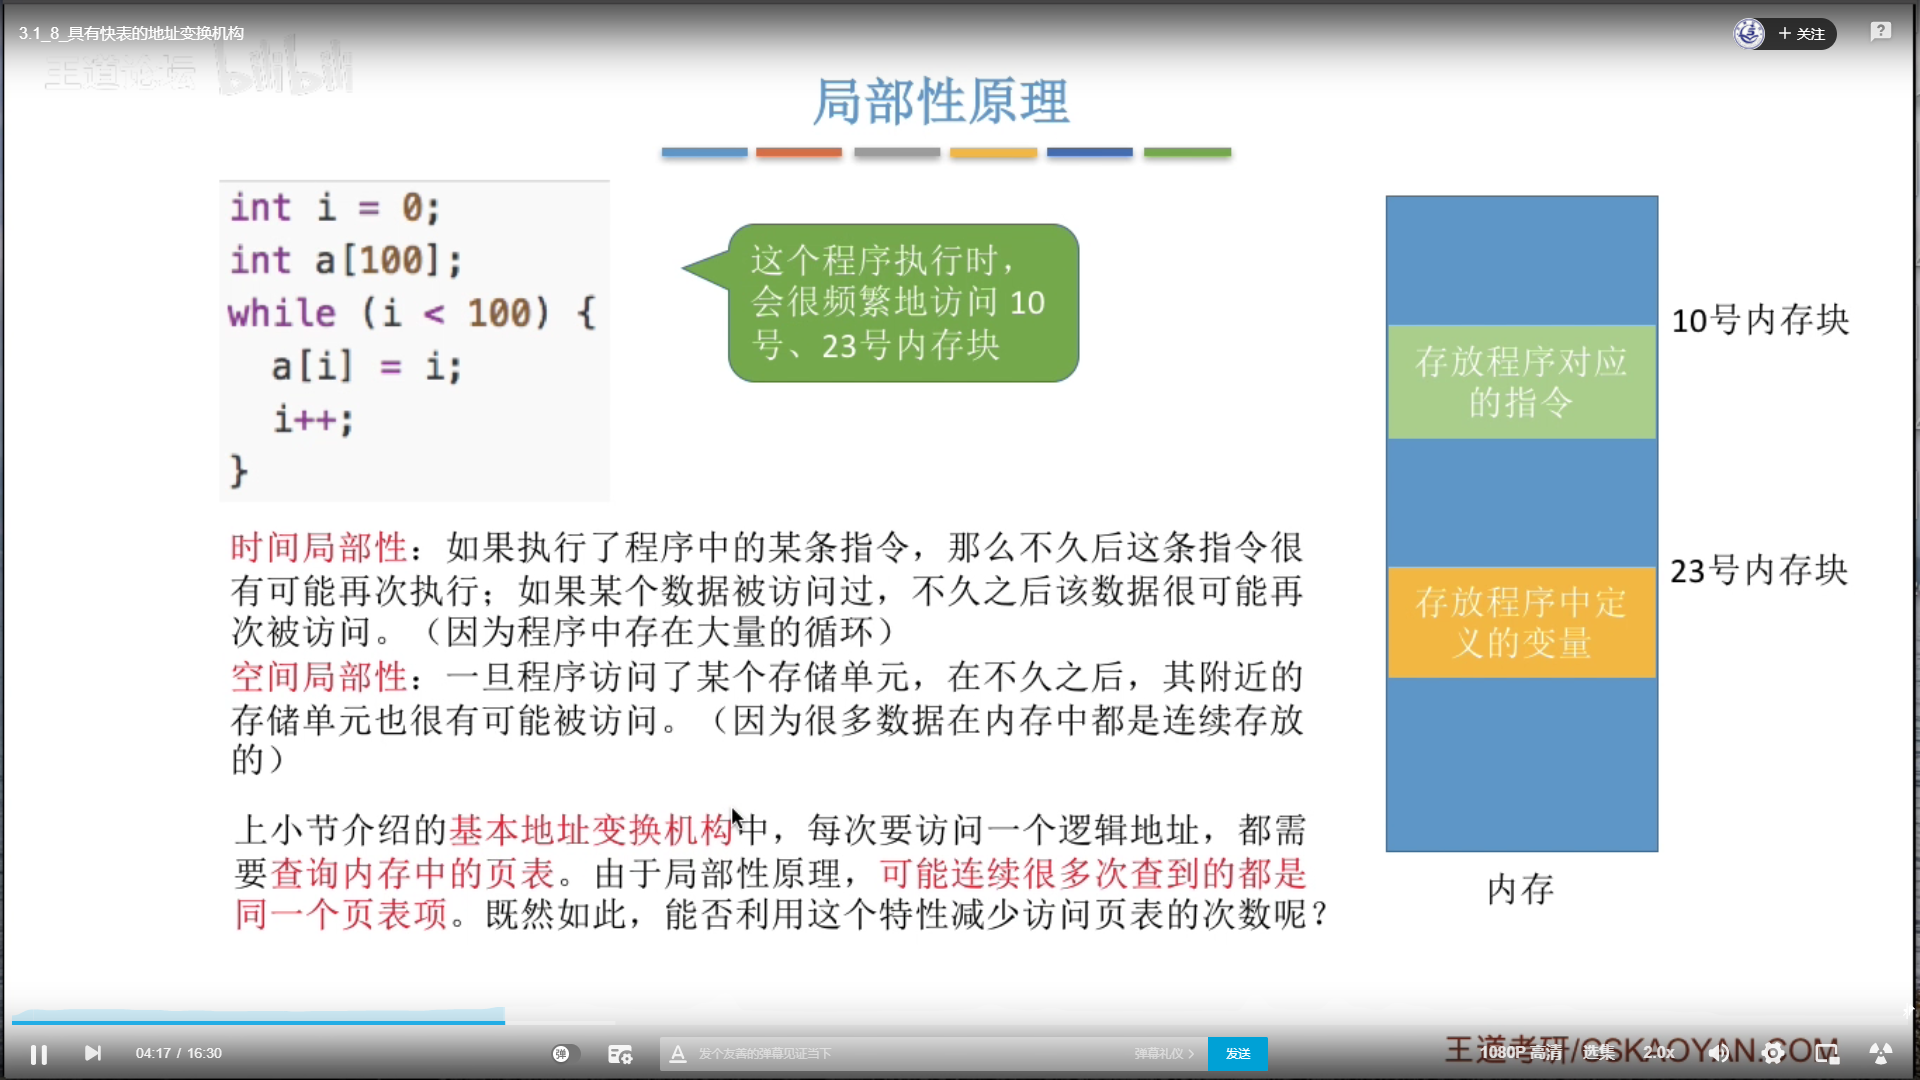 3.1_8_具有快表的地址变换机构
+ 关注
王道论坛 bilibili
局部性原理
int i = 0;
int a[100];
while (i < 100) {
a[i] = i;
i++;
}
这个程序执行时，
会很频繁地访问 10
号、23号内存块
10号内存块
存放程序对应
的指令
23号内存块
存放程序中定
义的变量
内存
时间局部性：如果执行了程序中的某条指令，那么不久后这条指令很
有可能再次执行；如果某个数据被访问过，不久之后该数据很可能再
次被访问。（因为程序中存在大量的循环）
空间局部性：一旦程序访问了某个存储单元，在不久之后，其附近的
存储单元也很有可能被访问。（因为很多数据在内存中都是连续存放
的）
上小节介绍的基本地址变换机构中，每次要访问一个逻辑地址，都需
要查询内存中的页表。由于局部性原理，可能连续很多次查到的都是
同一个页表项。既然如此，能否利用这个特性减少访问页表的次数呢？
王道考研/CSKAOYAN.COM
04:17 / 16:30
弹
A 发个友善的弹幕见证当下
弹幕礼仪 >
发送
1080P 高清
选集
2.0x